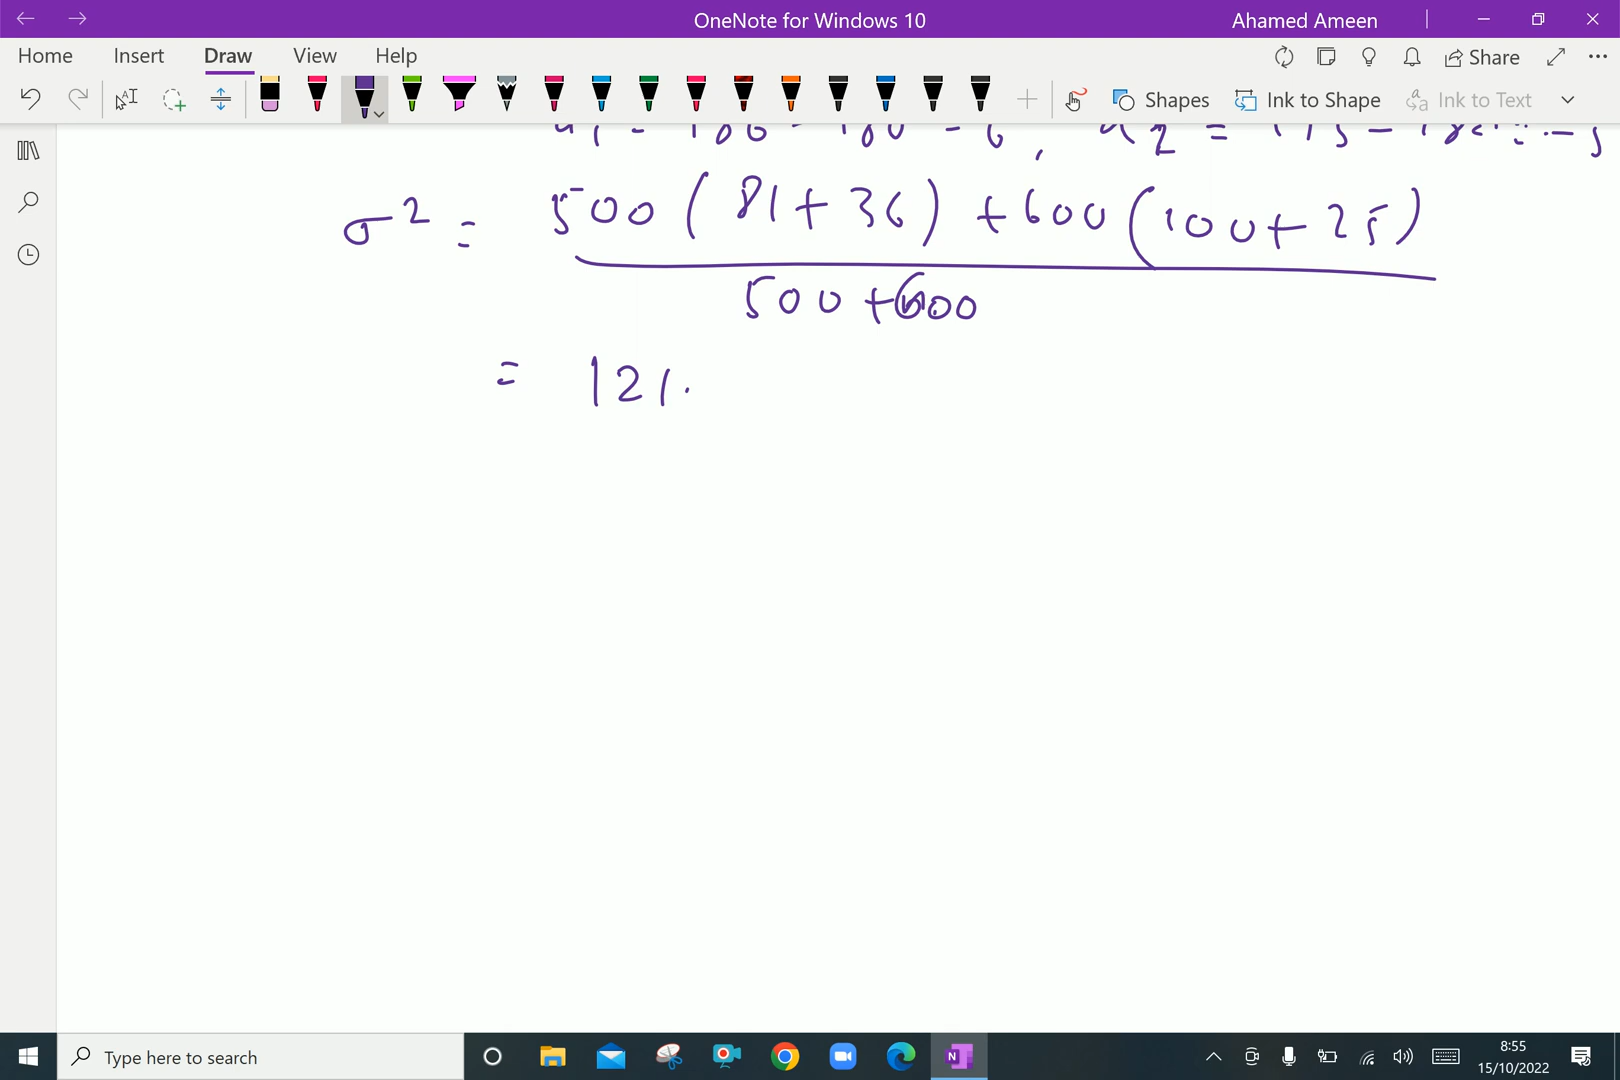 OneNote for Windows 10
Ahamed Ameen
Home Insert Draw View Help
Share
Shapes Ink to Shape Ink to Text
σ² = 500 (81 + 36) + 600 (100 + 25)
500 + 600
= 121.
Type here to search
8:55
15/10/2022